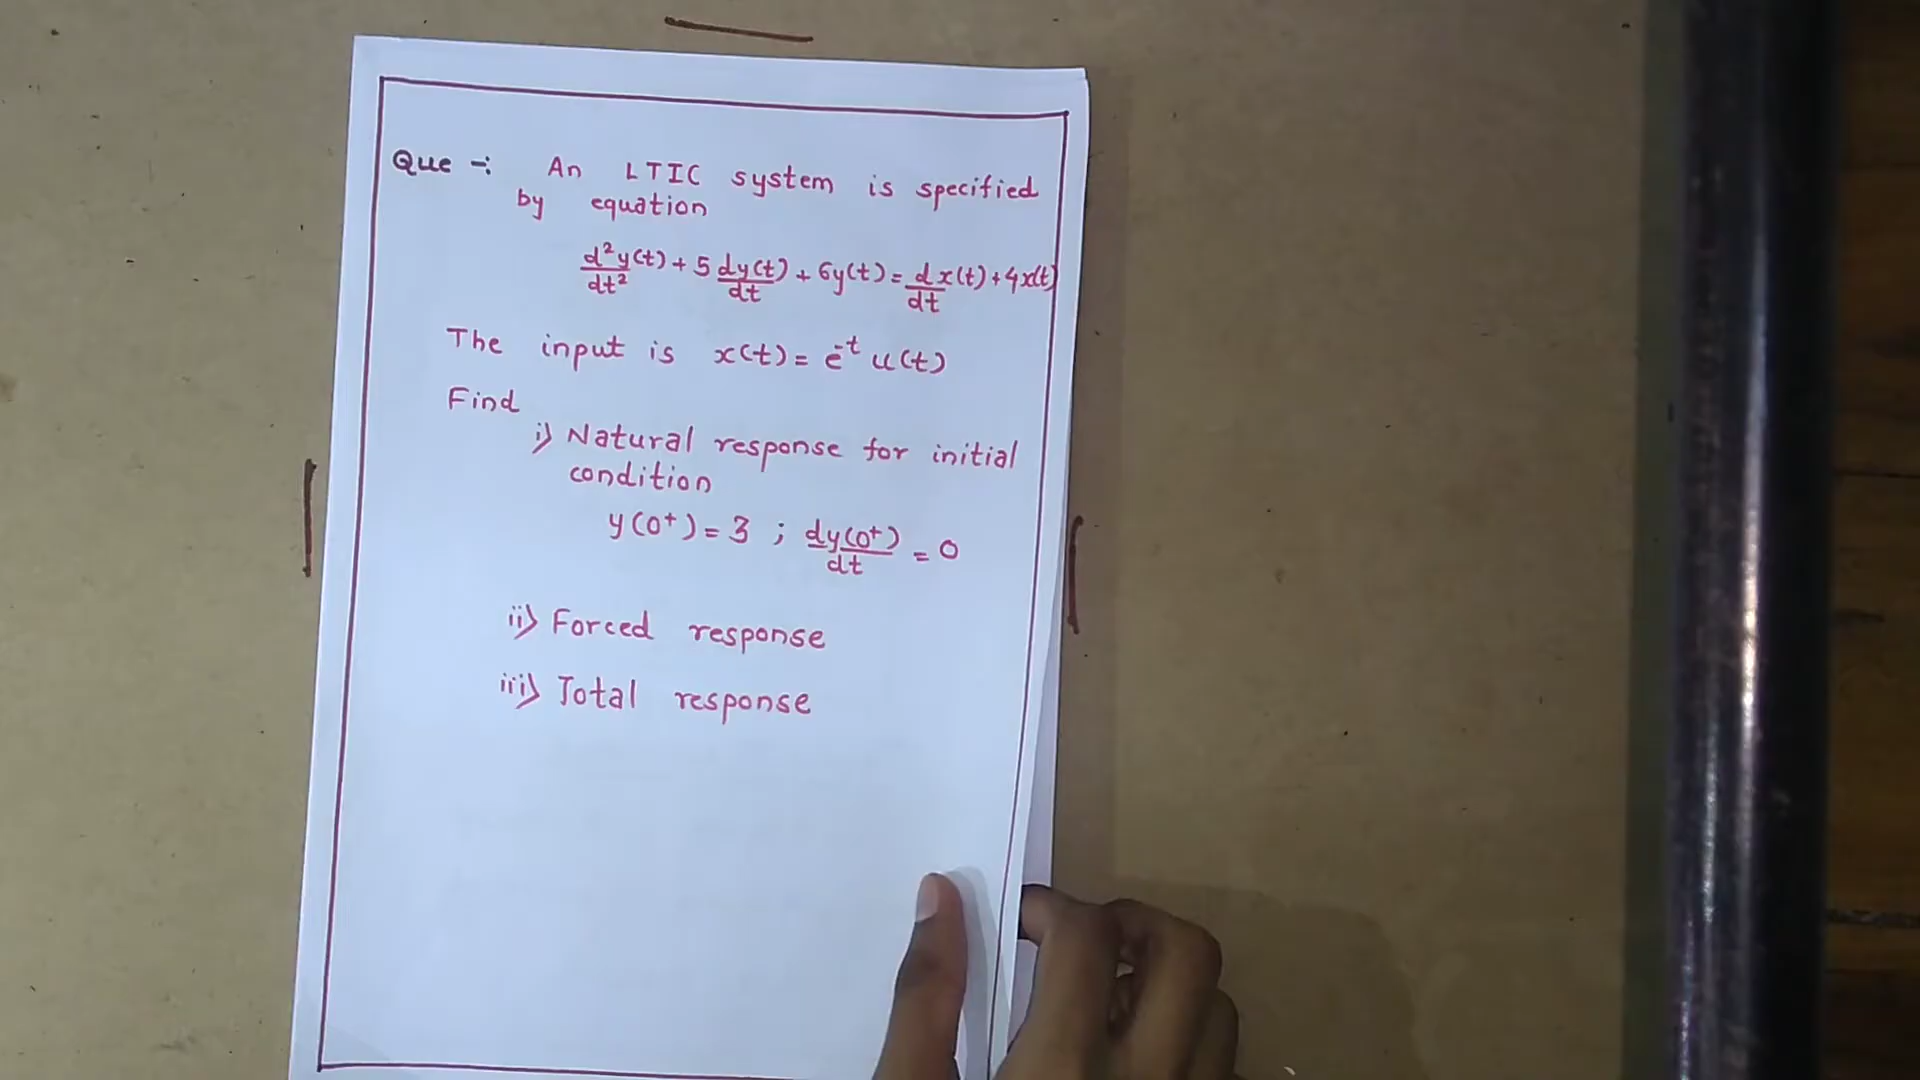 Que -: An LTIC system is specified
by equation
d²y(t)/dt² + 5 dy(t)/dt + 6y(t) = d/dt x(t) + 4x(t)
The input is x(t) = e⁻ᵗ u(t)
Find
i) Natural response for initial
condition
y(0⁺) = 3 ; dy(0⁺)/dt = 0
ii) Forced response
iii) Total response